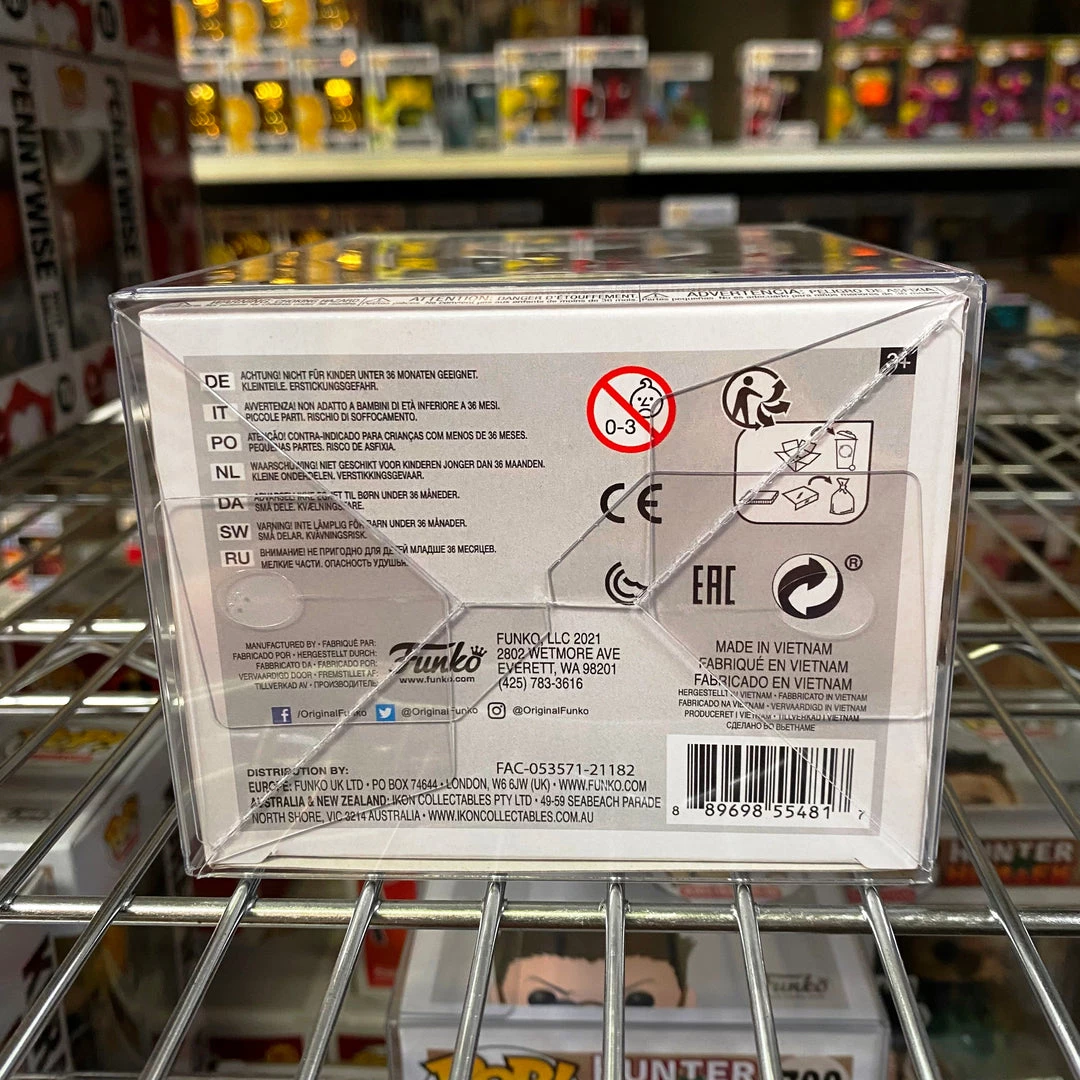 PENNYWISE
PENNYWISE
ATTENTION: DANGER D'ÉTOUFFEMENT.
ADVERTENCIA: PELIGRO DE ASFIXIA.
3+
DE ACHTUNG! NICHT FÜR KINDER UNTER 36 MONATEN GEEIGNET.
KLEINTEILE. ERSTICKUNGSGEFAHR.
IT AVVERTENZA! NON ADATTO A BAMBINI DI ETÀ INFERIORE A 36 MESI.
PICCOLE PARTI. RISCHIO DI SOFFOCAMENTO.
PO ATENÇÃO! CONTRA-INDICADO PARA CRIANÇAS COM MENOS DE 36 MESES.
PEQUENAS PARTES. RISCO DE ASFIXIA.
NL WAARSCHUWING! NIET GESCHIKT VOOR KINDEREN JONGER DAN 36 MAANDEN.
KLEINE ONDERDELEN. VERSTIKKINGSGEVAAR.
DA ADVARSEL! IKKE EGNET TIL BØRN UNDER 36 MÅNEDER.
SMÅ DELE. KVÆLNINGSFARE.
SW VARNING! INTE LÄMPLIG FÖR BARN UNDER 36 MÅNADER.
SMÅ DELAR. KVÄVNINGSRISK.
RU ВНИМАНИЕ! НЕ ПРИГОДНО ДЛЯ ДЕТЕЙ МЛАДШЕ 36 МЕСЯЦЕВ.
МЕЛКИЕ ЧАСТИ. ОПАСНОСТЬ УДУШЬЯ.
0-3
CE
EAC
®
MANUFACTURED BY • FABRIQUÉ PAR:
FABRICADO POR • HERGESTELLT DURCH:
FABBRICATO DA • FABRICADO POR:
VERVAARDIGD DOOR • FREMSTILLET AF:
TILLVERKAD AV • ПРОИЗВОДИТЕЛЬ:
Funko
www.funko.com
FUNKO, LLC 2021
2802 WETMORE AVE
EVERETT, WA 98201
(425) 783-3616
/OriginalFunko @OriginalFunko @OriginalFunko
MADE IN VIETNAM
FABRIQUÉ EN VIETNAM
FABRICADO EN VIETNAM
HERGESTELLT IN VIETNAM • FABBRICATO IN VIETNAM
FABRICADO NA VIETNAM • VERVAARDIGD IN VIETNAM
PRODUCERET I VIETNAM • TILLVERKAD I VIETNAM
СДЕЛАНО ВО ВЬЕТНАМЕ
DISTRIBUTION BY:
FAC-053571-21182
EUROPE: FUNKO UK LTD • PO BOX 74644 • LONDON, W6 8JW (UK) • WWW.FUNKO.COM
AUSTRALIA & NEW ZEALAND: IKON COLLECTABLES PTY LTD • 49-59 SEABEACH PARADE
NORTH SHORE, VIC 3214 AUSTRALIA • WWW.IKONCOLLECTABLES.COM.AU
8 89698 55481 7
HUNTER
Funko
POP!
HUNTER